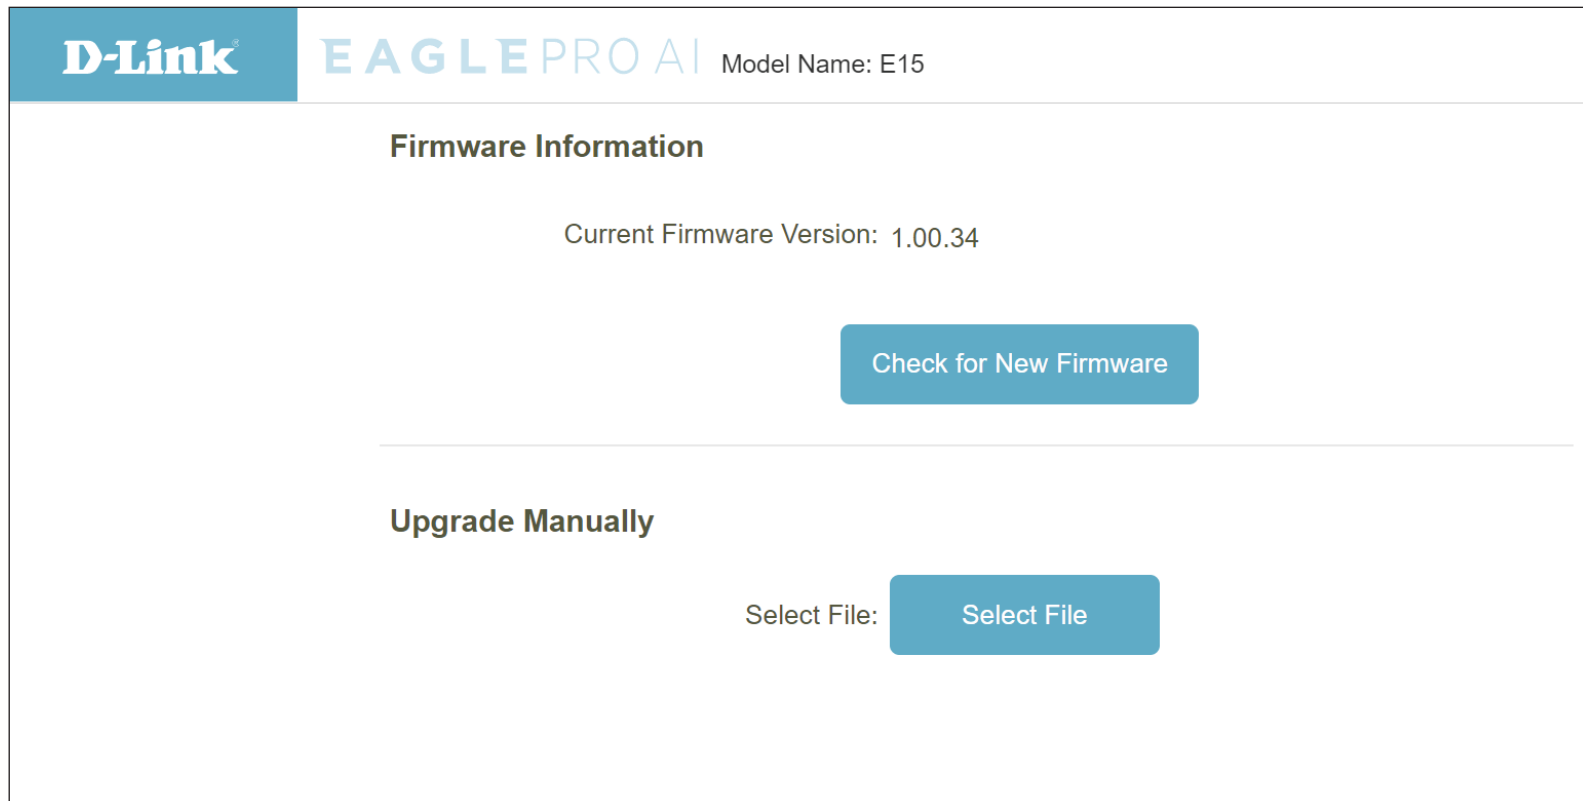 D-Link®
EAGLE PRO AI Model Name: E15
Firmware Information
Current Firmware Version: 1.00.34
Check for New Firmware
Upgrade Manually
Select File: Select File